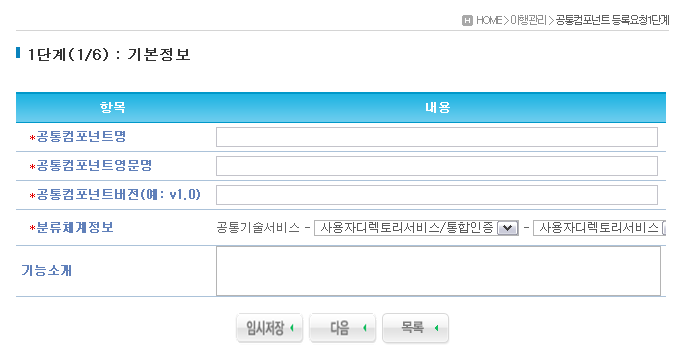 H HOME > 이행관리 > 공통컴포넌트 등록요청1단계
1단계(1/6) : 기본정보
항목 내용
*공통컴포넌트명
*공통컴포넌트영문명
*공통컴포넌트버전(예: v1.0)
*분류체계정보 공통기술서비스 - 사용자디렉토리서비스/통합인증 - 사용자디렉토리서비스
기능소개
임시저장 다음 목록